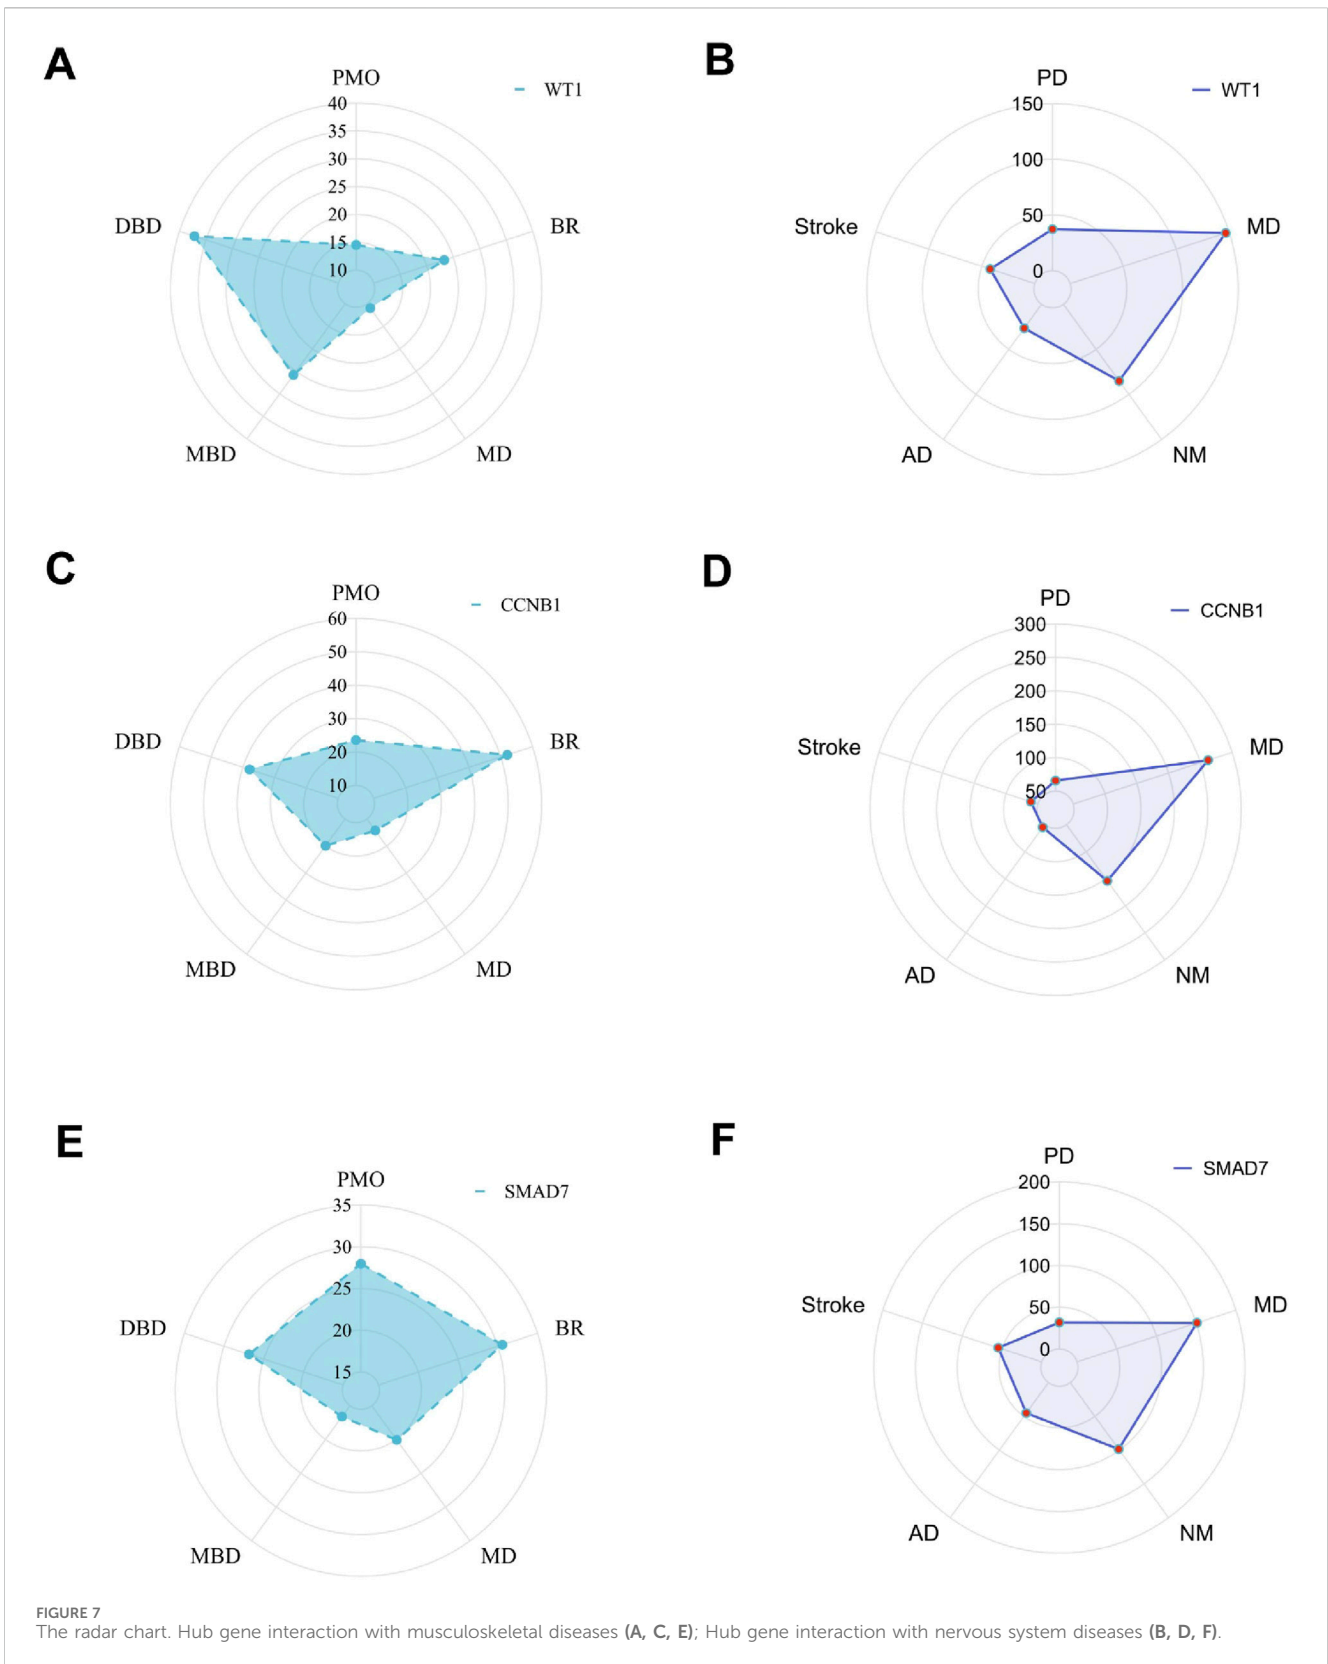 A
PMO
WT1
40
35
30
25
20
15
10
DBD
BR
MBD
MD
B
PD
WT1
150
100
50
0
Stroke
MD
AD
NM
C
PMO
CCNB1
60
50
40
30
20
10
DBD
BR
MBD
MD
D
PD
CCNB1
300
250
200
150
100
50
Stroke
MD
AD
NM
E
PMO
SMAD7
35
30
25
20
15
DBD
BR
MBD
MD
F
PD
SMAD7
200
150
100
50
0
Stroke
MD
AD
NM
FIGURE 7
The radar chart. Hub gene interaction with musculoskeletal diseases (A, C, E); Hub gene interaction with nervous system diseases (B, D, F).